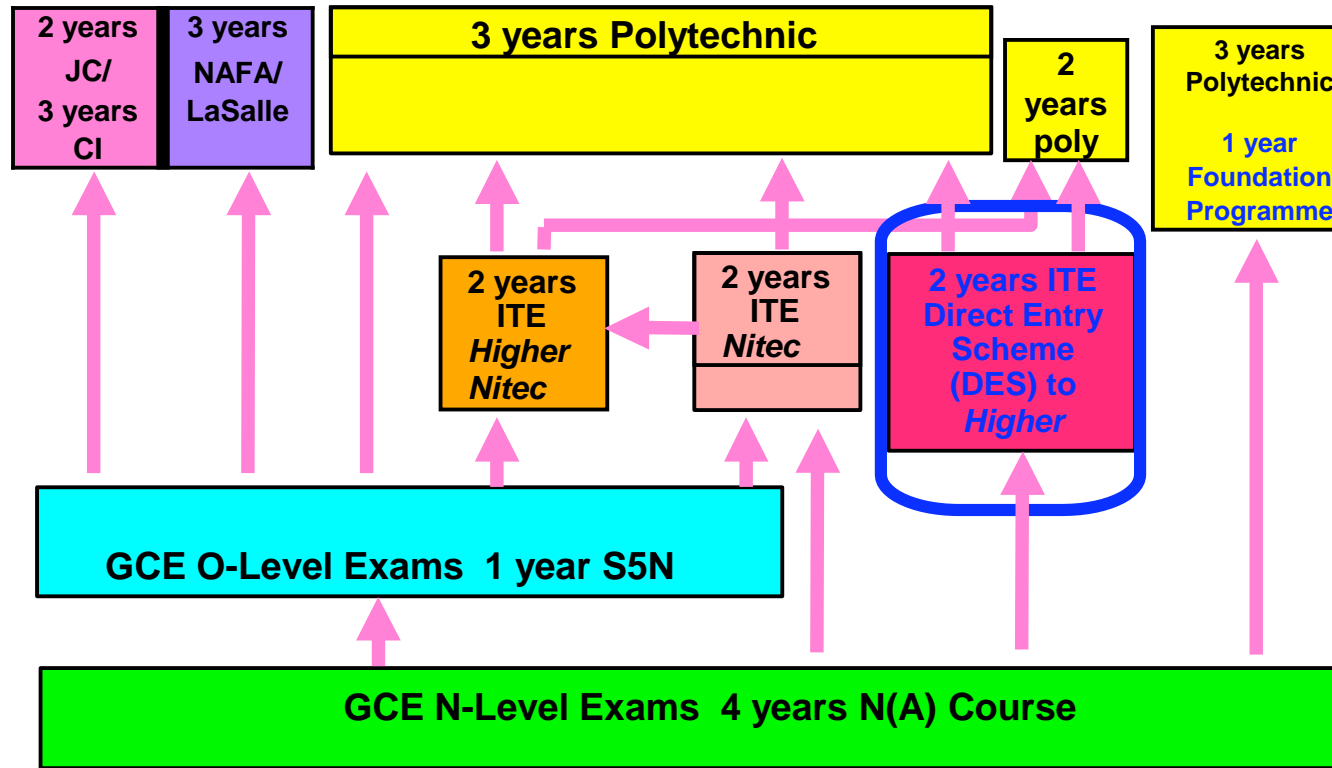 2 years
JC/
3 years
CI
3 years
NAFA/
LaSalle
3 years Polytechnic
2
years
poly
3 years
Polytechnic
1 year
Foundation
Programme
2 years
ITE
Higher
Nitec
2 years
ITE
Nitec
2 years ITE
Direct Entry
Scheme
(DES) to
Higher
GCE O-Level Exams 1 year S5N
GCE N-Level Exams 4 years N(A) Course